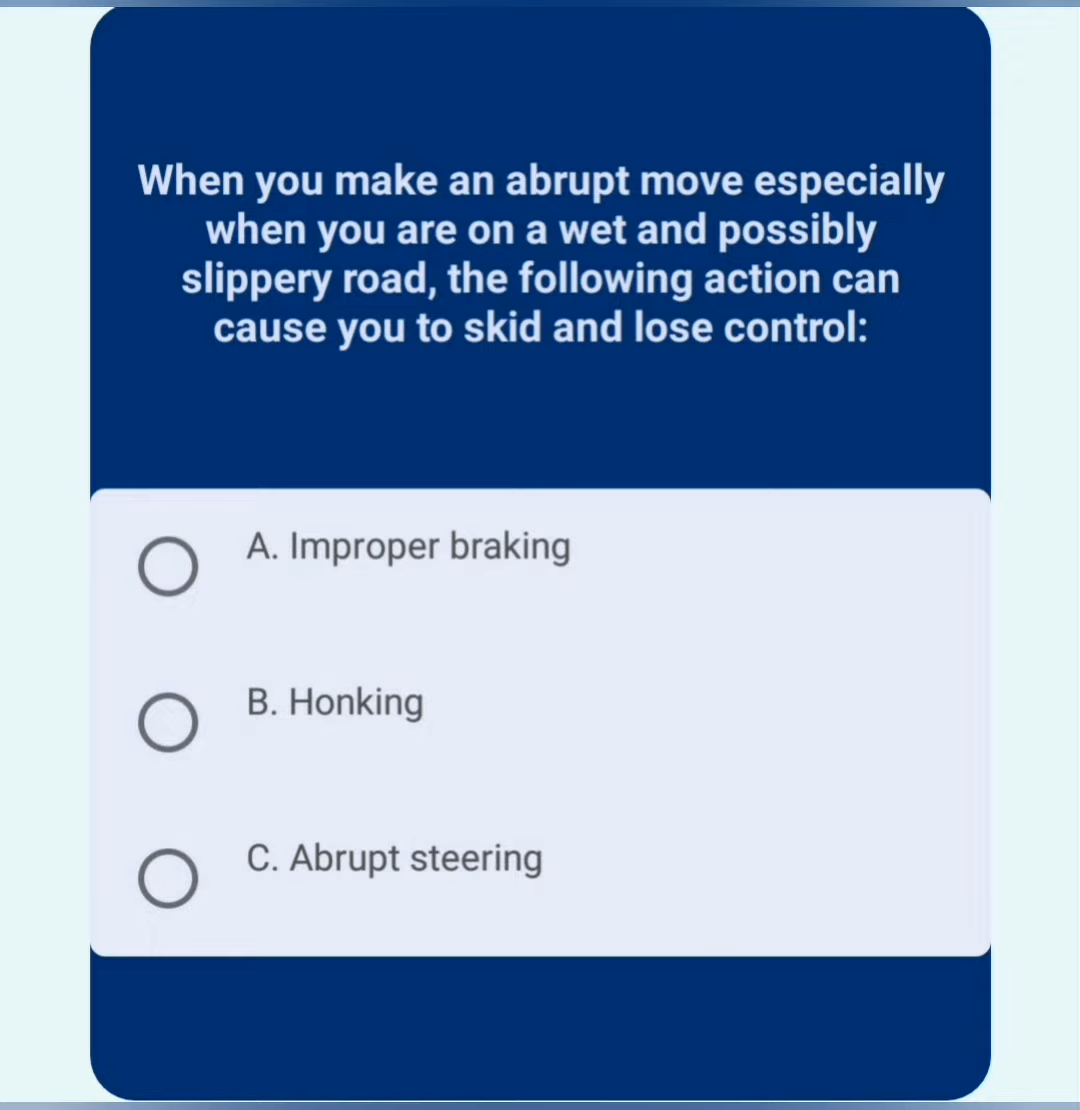 When you make an abrupt move especially
when you are on a wet and possibly
slippery road, the following action can
cause you to skid and lose control:
A. Improper braking
B. Honking
C. Abrupt steering